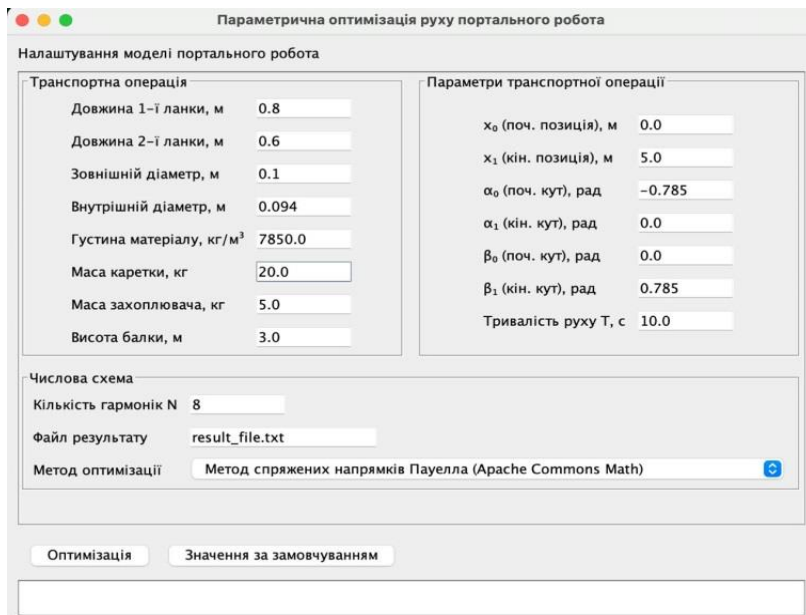 Параметрична оптимізація руху портального робота
Налаштування моделі портального робота
Транспортна операція
Довжина 1-ї ланки, м 0.8
Довжина 2-ї ланки, м 0.6
Зовнішній діаметр, м 0.1
Внутрішній діаметр, м 0.094
Густина матеріалу, кг/м³ 7850.0
Маса каретки, кг 20.0
Маса захоплювача, кг 5.0
Висота балки, м 3.0
Параметри транспортної операції
x₀ (поч. позиція), м 0.0
x₁ (кін. позиція), м 5.0
α₀ (поч. кут), рад -0.785
α₁ (кін. кут), рад 0.0
β₀ (поч. кут), рад 0.0
β₁ (кін. кут), рад 0.785
Тривалість руху T, с 10.0
Числова схема
Кількість гармонік N 8
Файл результату result_file.txt
Метод оптимізації Метод спряжених напрямків Пауелла (Apache Commons Math)
Оптимізація Значення за замовчуванням